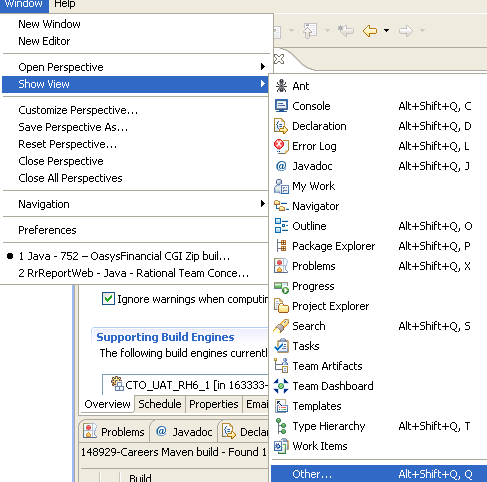 Window Help
New Window
New Editor
Open Perspective
Show View
Customize Perspective...
Save Perspective As...
Reset Perspective...
Close Perspective
Close All Perspectives
Navigation
Preferences
1 Java - 752 – OasysFinancial CGI Zip buil...
2 RrReportWeb - Java - Rational Team Conce...
Ant
Console Alt+Shift+Q, C
Declaration Alt+Shift+Q, D
Error Log Alt+Shift+Q, L
Javadoc Alt+Shift+Q, J
My Work
Navigator
Outline Alt+Shift+Q, O
Package Explorer Alt+Shift+Q, P
Problems Alt+Shift+Q, X
Progress
Project Explorer
Search Alt+Shift+Q, S
Tasks
Team Artifacts
Team Dashboard
Templates
Type Hierarchy Alt+Shift+Q, T
Work Items
Other... Alt+Shift+Q, Q
Ignore warnings when computin
Supporting Build Engines
The following build engines current
CTO_UAT_RH6_1 [in 163333-
Overview Schedule Properties Emai
Problems Javadoc Declar
148929-Careers Maven build - Found 1
Build